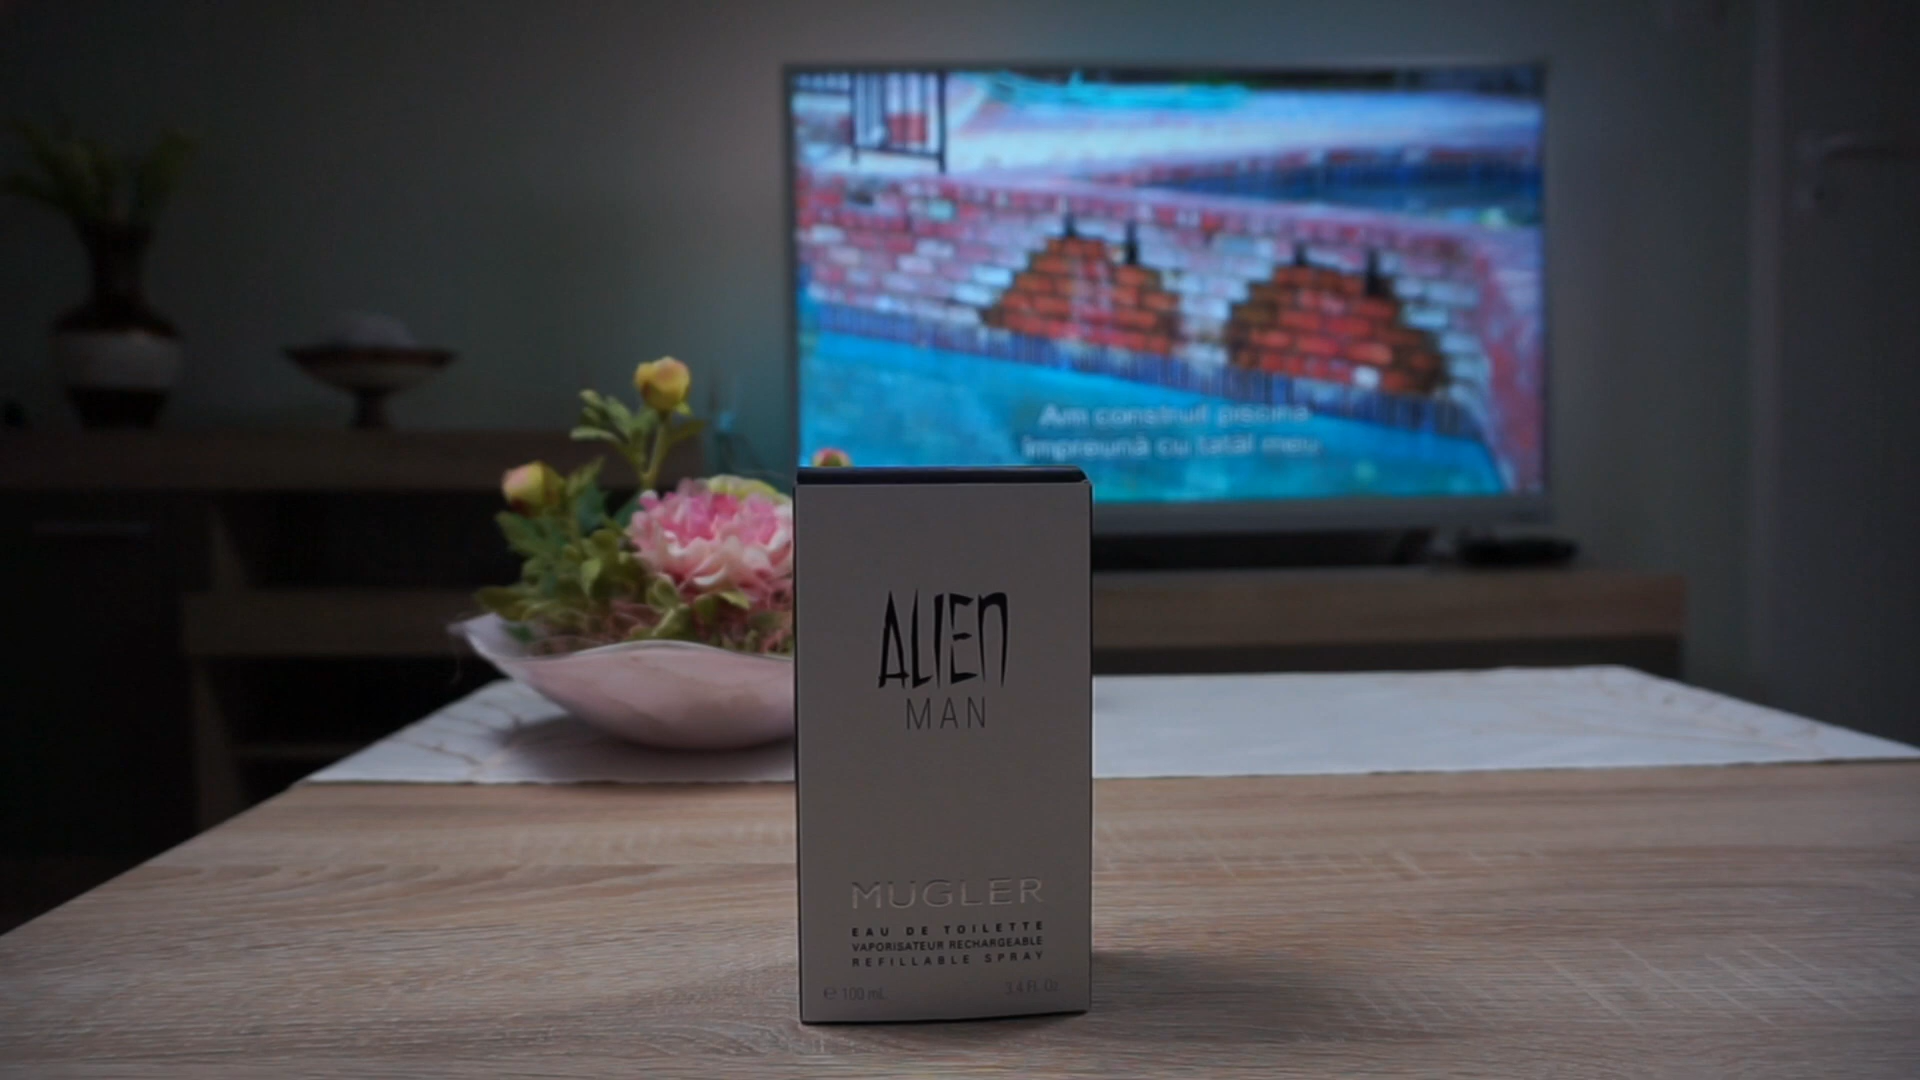 Am construit piscina
împreună cu tatăl meu
ALIEN
MAN
MUGLER
EAU DE TOILETTE
VAPORISATEUR RECHARGEABLE
REFILLABLE SPRAY
℮ 100 mL 3.4 Fl. Oz